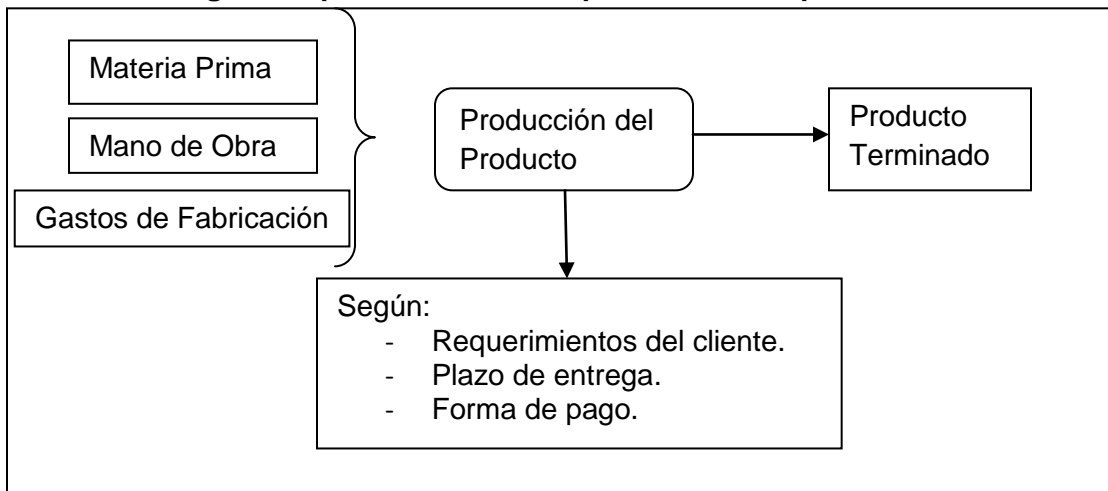 Materia Prima
Mano de Obra
Gastos de Fabricación
Producción del
Producto
Producto
Terminado
Según:
- Requerimientos del cliente.
- Plazo de entrega.
- Forma de pago.